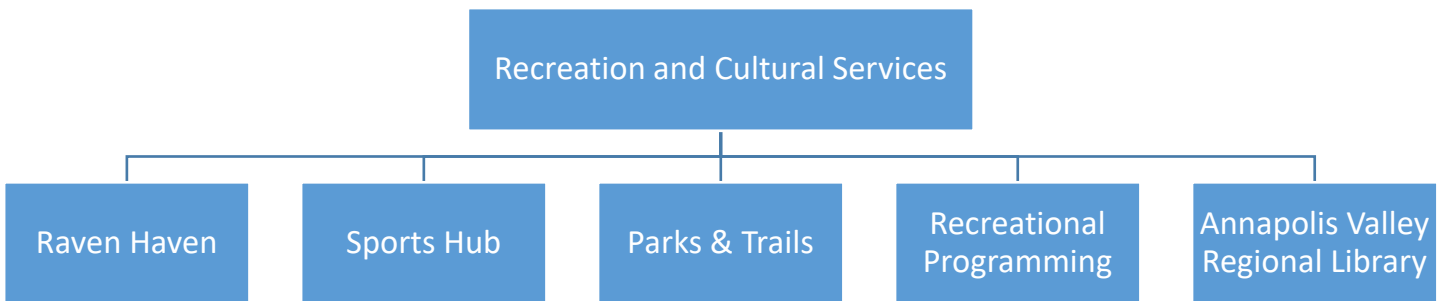 Recreation and Cultural Services
Raven Haven
Sports Hub
Parks & Trails
Recreational
Programming
Annapolis Valley
Regional Library